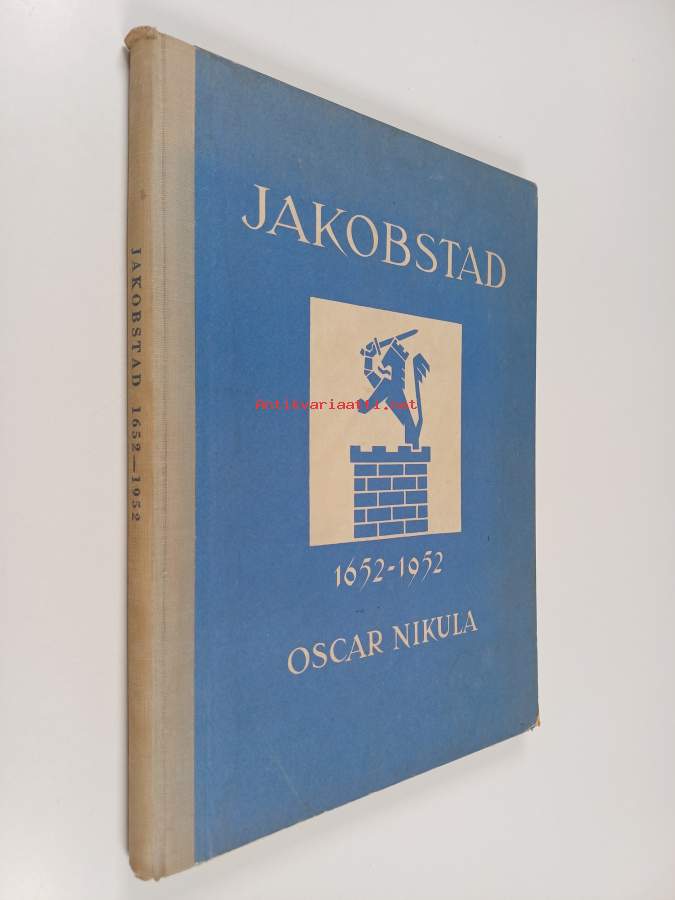 JAKOBSTAD 1652—1952
JAKOBSTAD
Antikvariaatti.net
1652-1952
OSCAR NIKULA